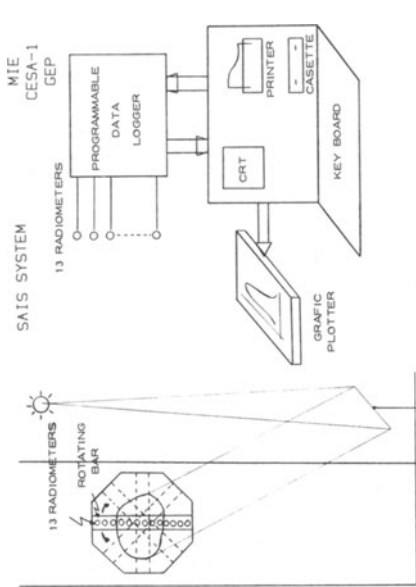 MIE
CESA-1
GEP
SAIS SYSTEM
13 RADIOMETERS
PROGRAMMABLE
DATA
LOGGER
CRT
PRINTER
CASETTE
KEY BOARD
GRAFIC
PLOTTER
13 RADIOMETERS
ROTATING
BAR